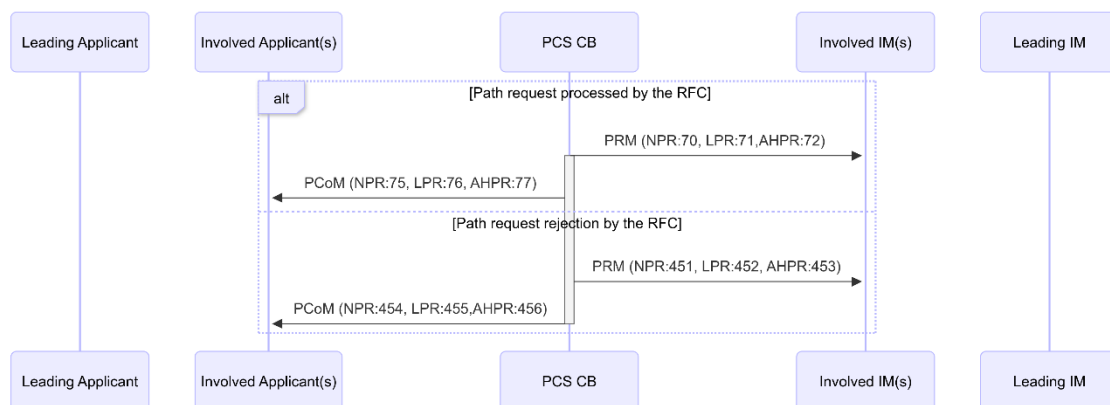 Leading Applicant
Involved Applicant(s)
PCS CB
Involved IM(s)
Leading IM
alt
[Path request processed by the RFC]
PRM (NPR:70, LPR:71,AHPR:72)
PCoM (NPR:75, LPR:76, AHPR:77)
[Path request rejection by the RFC]
PRM (NPR:451, LPR:452, AHPR:453)
PCoM (NPR:454, LPR:455,AHPR:456)
Leading Applicant
Involved Applicant(s)
PCS CB
Involved IM(s)
Leading IM